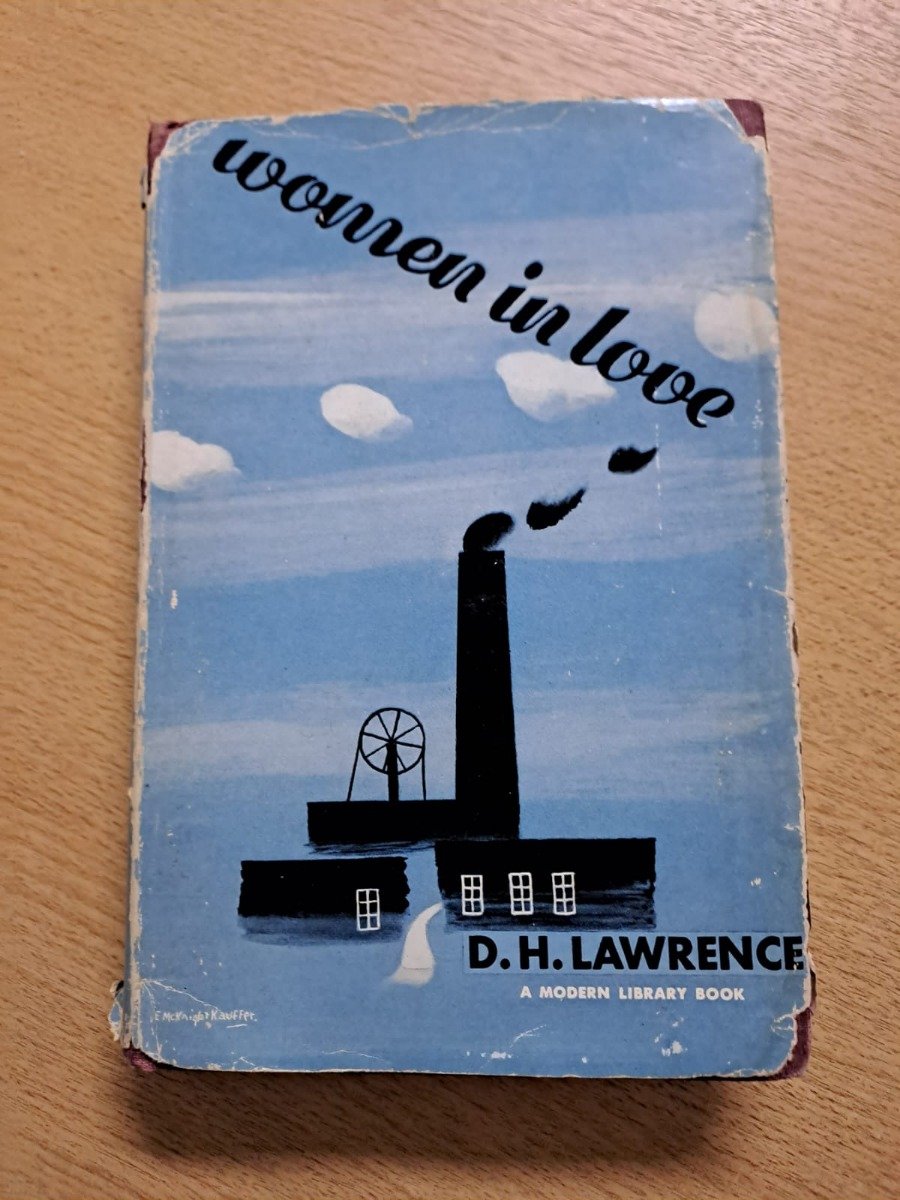 women in love
D. H. LAWRENCE
A MODERN LIBRARY BOOK
E McKnight Kauffer.